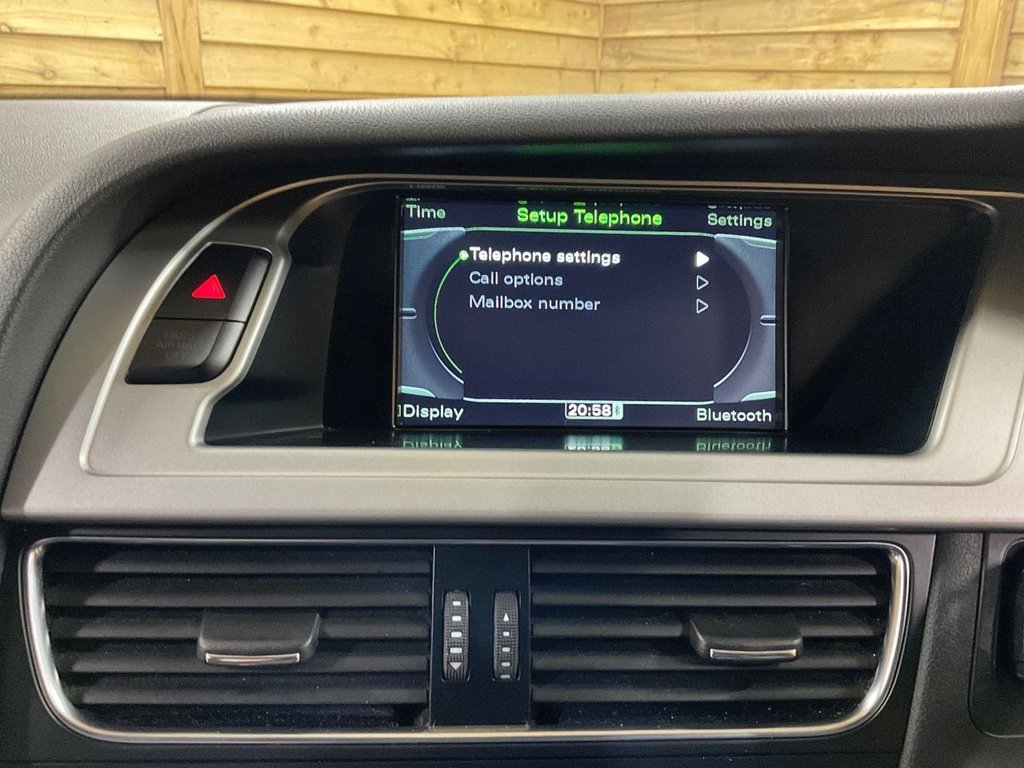 Time Setup Telephone Settings
Telephone settings
Call options
Mailbox number
Display 20:58 Bluetooth